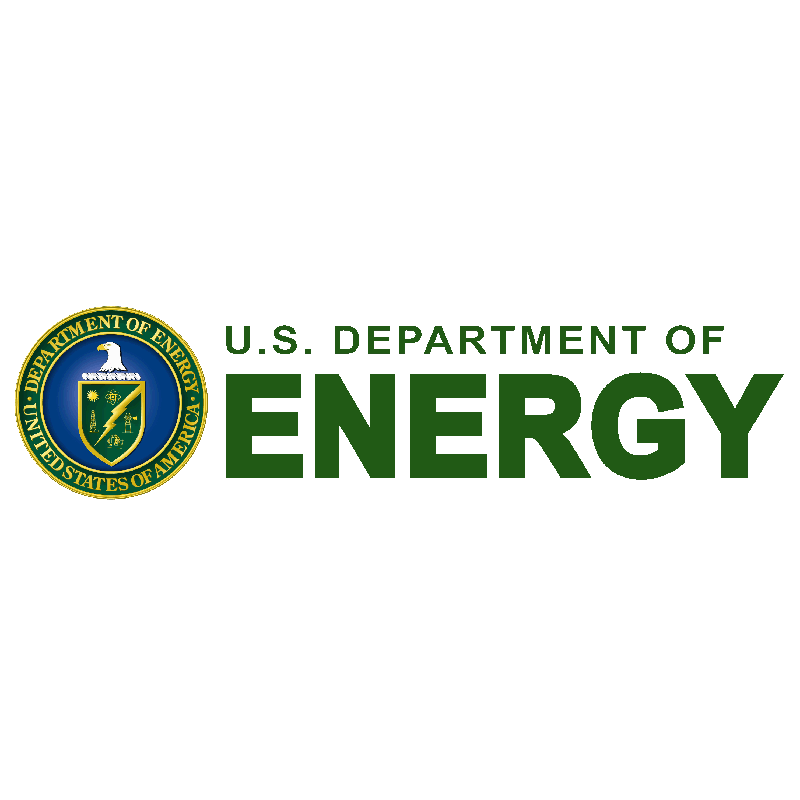 DEPARTMENT OF ENERGY
UNITED STATES OF AMERICA
U.S. DEPARTMENT OF
ENERGY